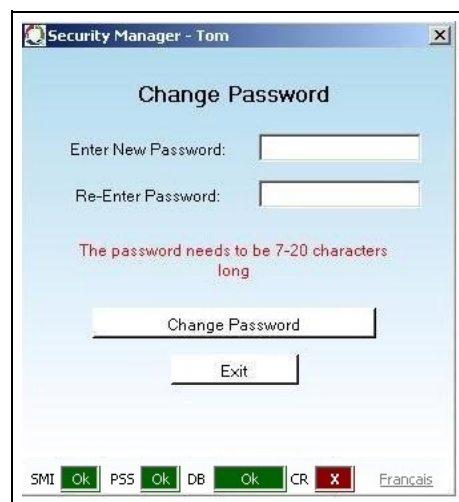 Security Manager - Tom
Change Password
Enter New Password:
Re-Enter Password:
The password needs to be 7-20 characters
long
Change Password
Exit
SMI Ok PSS Ok DB Ok CR X Français